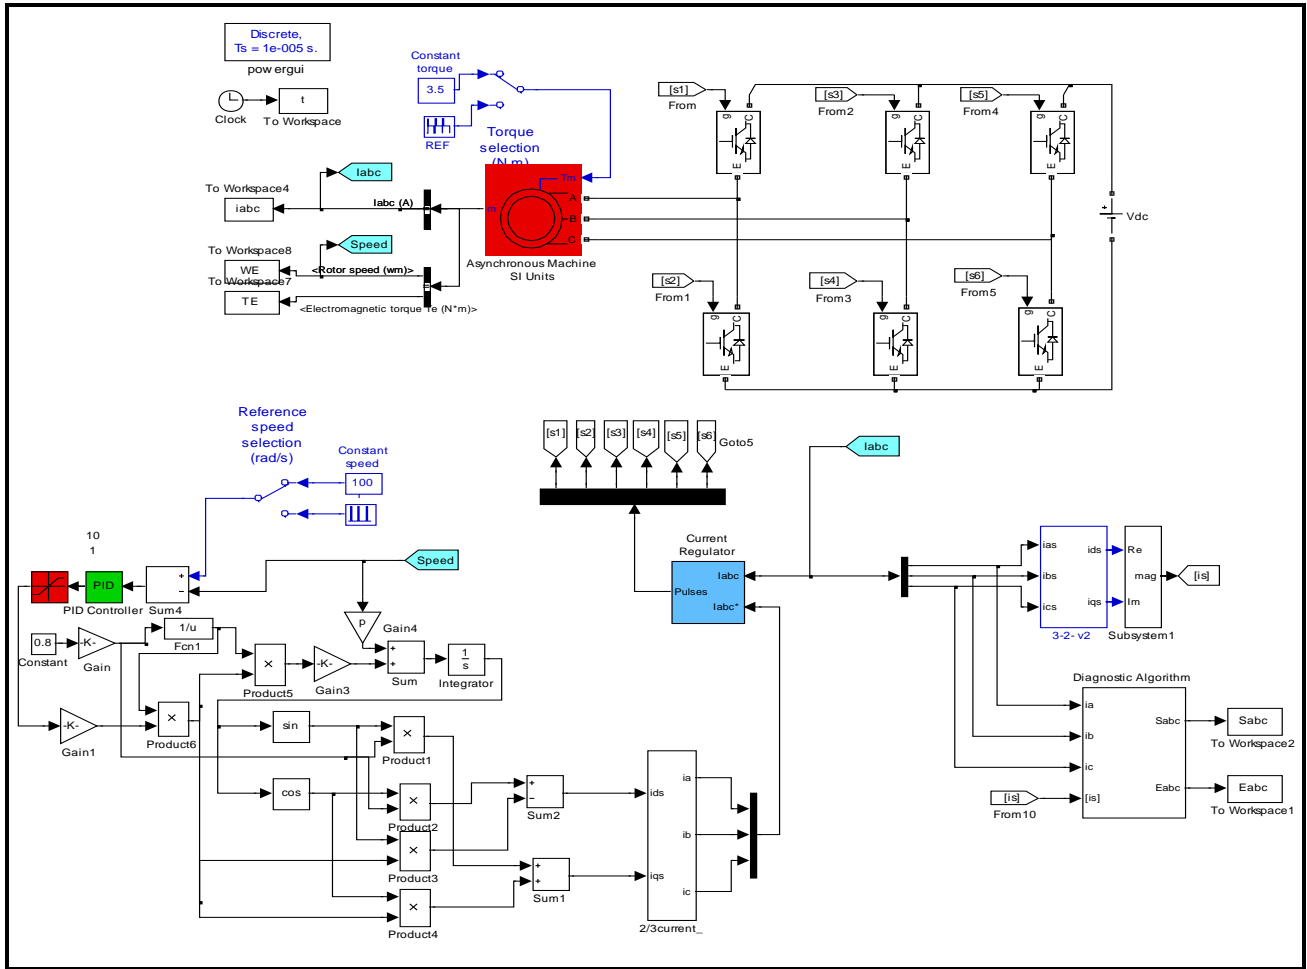 Discrete,
Ts = 1e-005 s.
powergui
Clock
t
To Workspace
Constant
torque
3.5
REF
Torque
selection
(N.m)
Tm
m
A
B
C
Asynchronous Machine
SI Units
Iabc
To Workspace4
iabc
Iabc (A)
Speed
To Workspace8
WE
<Rotor speed (wm)>
To Workspace7
TE
<Electromagnetic torque Te (N*m)>
[s1]
From
g
C
E
[s3]
From2
g
C
E
[s5]
From4
g
C
E
+
Vdc
[s2]
From1
g
C
E
[s4]
From3
g
C
E
[s6]
From5
g
C
E
Reference
speed
selection
(rad/s)
Constant
speed
100
[s1]
[s2]
[s3]
[s4]
[s5]
[s6]
Goto5
Iabc
Current
Regulator
Iabc
Pulses
Iabc*
ias
ibs
ics
ids
iqs
3-2- v2
Re
mag
Im
Subsystem1
[is]
10
1
PID
PID Controller
+
−
Sum4
Speed
p
Gain4
0.8
Constant
-K-
Gain
1/u
Fcn1
×
Product5
-K-
Gain3
+
+
Sum
1
s
Integrator
-K-
Gain1
×
Product6
sin
×
Product1
cos
×
Product2
×
Product3
×
Product4
+
−
Sum2
+
+
Sum1
ids
iqs
ia
ib
ic
2/3current_
Diagnostic Algorithm
ia
ib
ic
[is]
Sabc
Eabc
[is]
From10
Sabc
To Workspace2
Eabc
To Workspace1